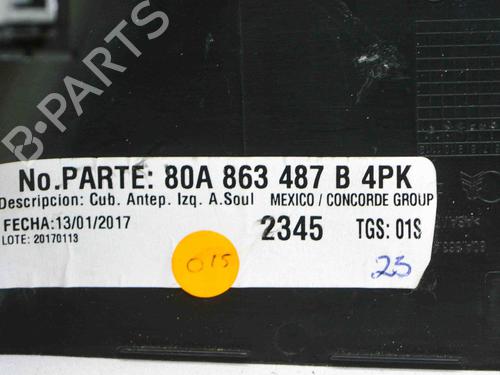 B-PARTS
No.PARTE: 80A 863 487 B 4PK
Descripcion: Cub. Antep. Izq. A.Soul MEXICO / CONCORDE GROUP
FECHA:13/01/2017 2345 TGS: 01S
LOTE: 20170113
015
23